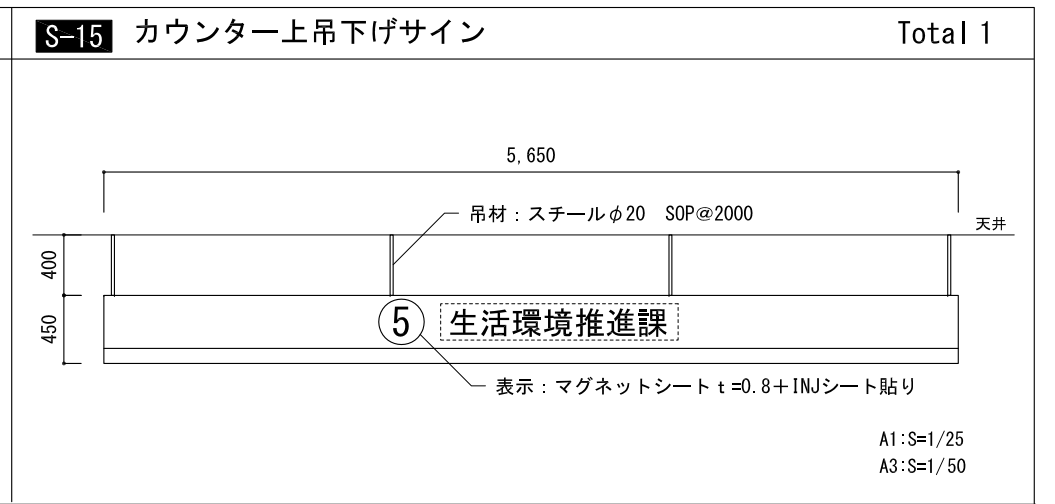 S-15 カウンター上吊下げサイン Total 1
5,650
吊材：スチールφ20 SOP@2000
天井
400
450
⑤ 生活環境推進課
表示：マグネットシートt=0.8＋INJシート貼り
A1:S=1/25
A3:S=1/50